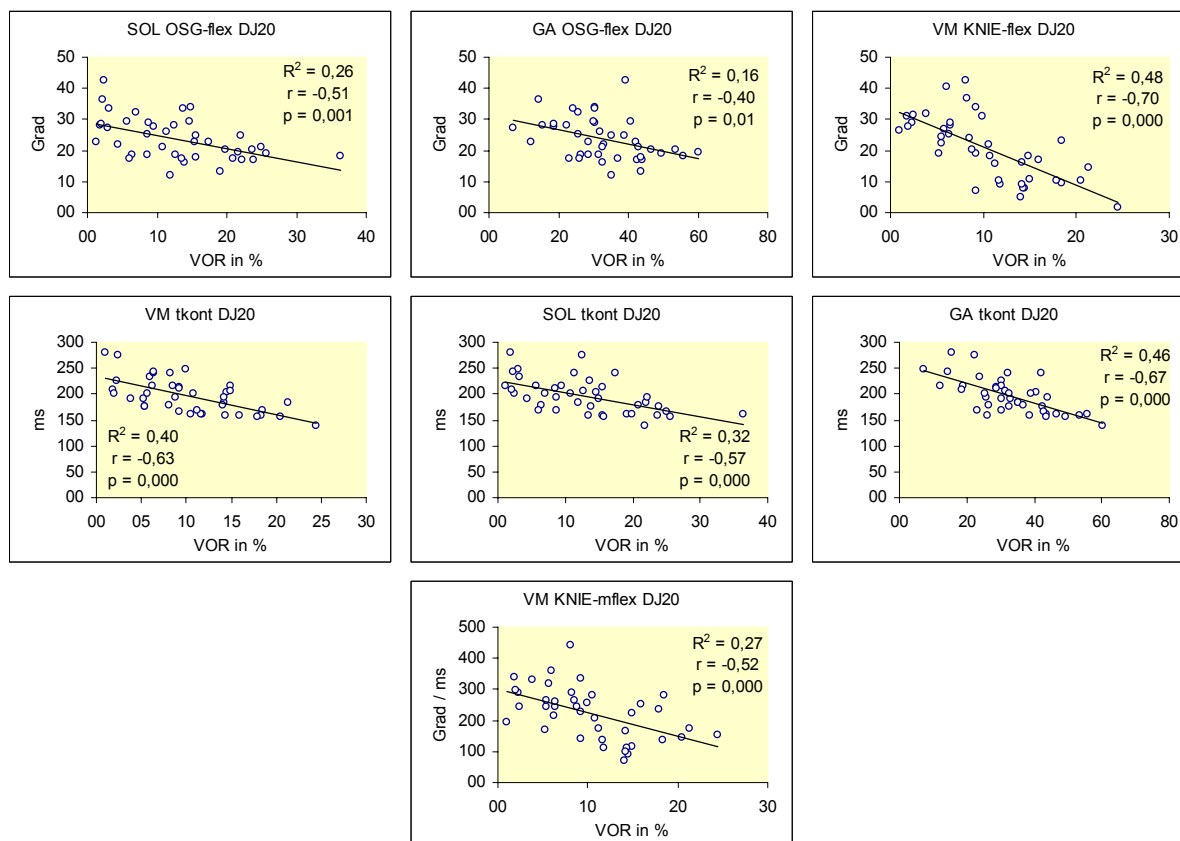 SOL OSG-flex DJ20
50
40
30
20
10
00
Grad
R² = 0,26
r = -0,51
p = 0,001
00 10 20 30 40
VOR in %
GA OSG-flex DJ20
50
40
30
20
10
00
Grad
R² = 0,16
r = -0,40
p = 0,01
00 20 40 60 80
VOR in %
VM KNIE-flex DJ20
50
40
30
20
10
00
Grad
R² = 0,48
r = -0,70
p = 0,000
00 10 20 30
VOR in %
VM tkont DJ20
300
250
200
150
100
50
00
ms
R² = 0,40
r = -0,63
p = 0,000
00 05 10 15 20 25 30
VOR in %
SOL tkont DJ20
300
250
200
150
100
50
00
ms
R² = 0,32
r = -0,57
p = 0,000
00 10 20 30 40
VOR in %
GA tkont DJ20
300
250
200
150
100
50
00
ms
R² = 0,46
r = -0,67
p = 0,000
00 20 40 60 80
VOR in %
VM KNIE-mflex DJ20
500
400
300
200
100
00
Grad / ms
R² = 0,27
r = -0,52
p = 0,000
00 10 20 30
VOR in %